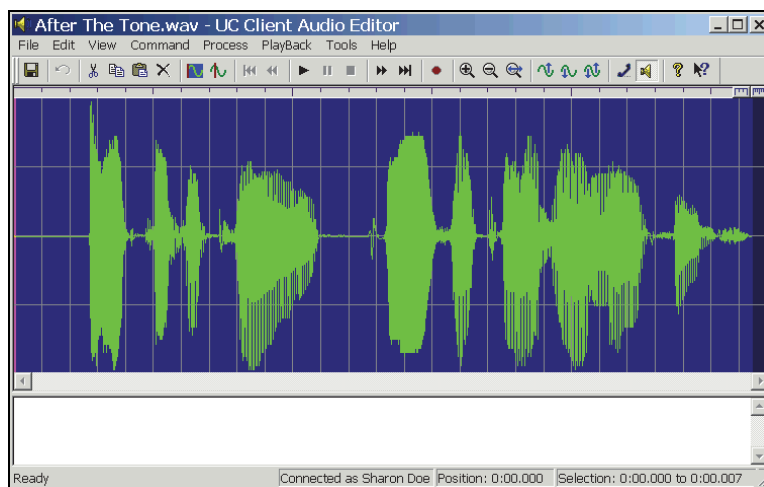 After The Tone.wav - UC Client Audio Editor
File Edit View Command Process PlayBack Tools Help
Ready Connected as Sharon Doe Position: 0:00.000 Selection: 0:00.000 to 0:00.007